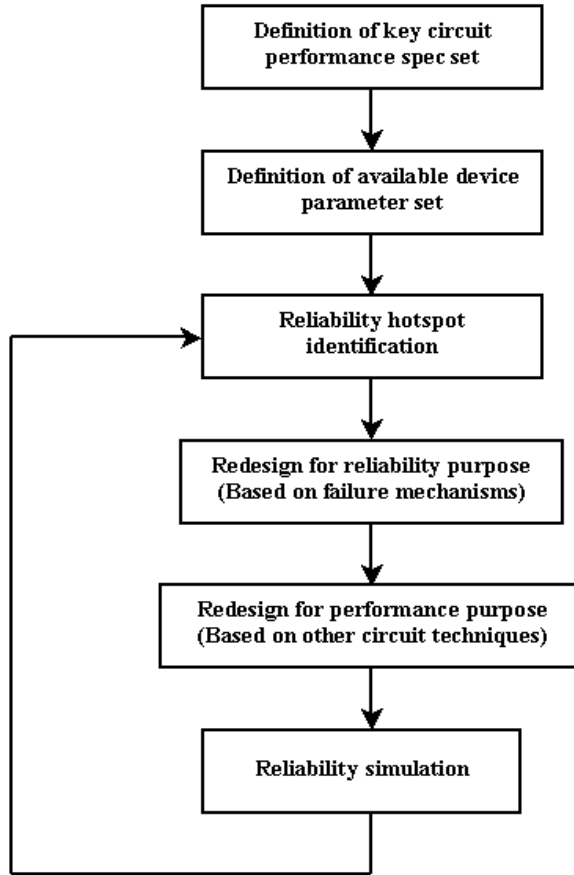 Definition of key circuit
performance spec set
Definition of available device
parameter set
Reliability hotspot
identification
Redesign for reliability purpose
(Based on failure mechanisms)
Redesign for performance purpose
(Based on other circuit techniques)
Reliability simulation